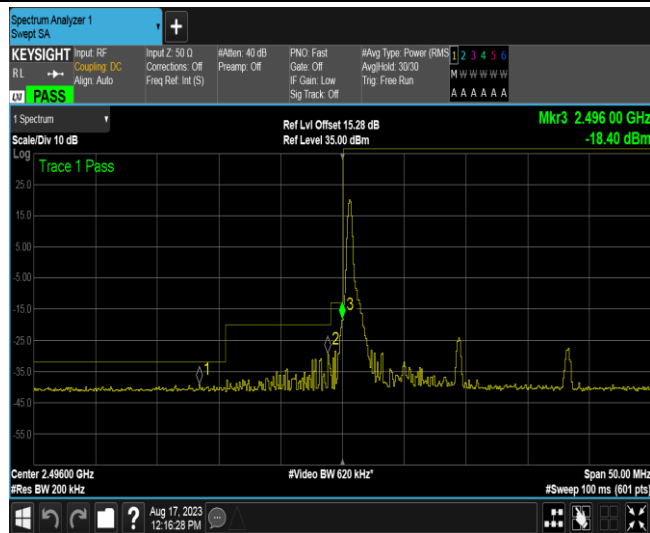 Spectrum Analyzer 1
Swept SA
+
KEYSIGHT
RL
LXI PASS
Input: RF
Coupling: DC
Align: Auto
Input Z: 50 Ω
Corrections: Off
Freq Ref: Int (S)
#Atten: 40 dB
Preamp: Off
PNO: Fast
Gate: Off
IF Gain: Low
Sig Track: Off
#Avg Type: Power (RMS
Avg|Hold: 30/30
Trig: Free Run
1 2 3 4 5 6
M W W W W W
A A A A A A
1 Spectrum
Scale/Div 10 dB
Ref Lvl Offset 15.28 dB
Ref Level 35.00 dBm
Mkr3 2.496 00 GHz
-18.40 dBm
Log
Trace 1 Pass
25.0
15.0
5.00
-5.00
-15.0
-25.0
-35.0
-45.0
-55.0
1
2
3
Center 2.49600 GHz
#Res BW 200 kHz
#Video BW 620 kHz*
Span 50.00 MHz
#Sweep 100 ms (601 pts)
?
Aug 17, 2023
12:16:28 PM